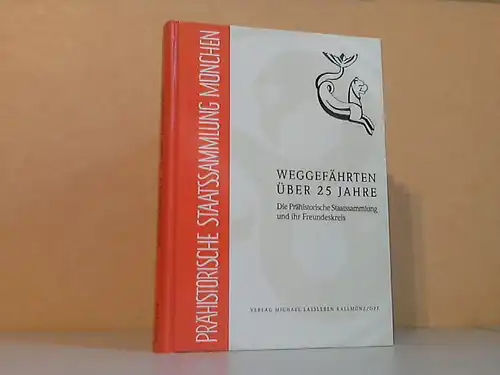 PRÄHISTORISCHE STAATSSAMMLUNG MÜNCHEN
WEGGEFÄHRTEN
ÜBER 25 JAHRE
Die Prähistorische Staatssammlung
und ihr Freundeskreis
VERLAG MICHAEL LASSLEBEN KALLMÜNZ/OPF.